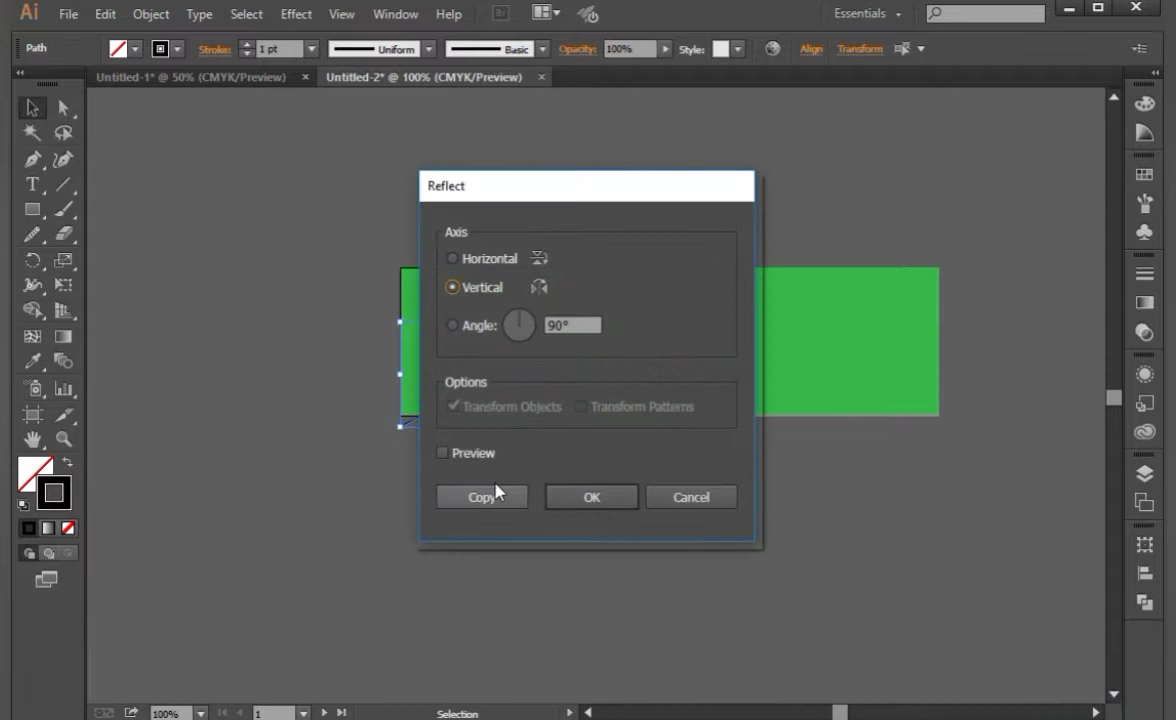 Ai File Edit Object Type Select Effect View Window Help Br Essentials
Path Stroke: 1 pt Uniform Basic Opacity: 100% Style: Align Transform
Untitled-1* @ 50% (CMYK/Preview) × Untitled-2* @ 100% (CMYK/Preview) ×
Reflect
Axis
Horizontal
Vertical
Angle: 90°
Options
Transform Objects Transform Patterns
Preview
Copy OK Cancel
T
100% 1 Selection